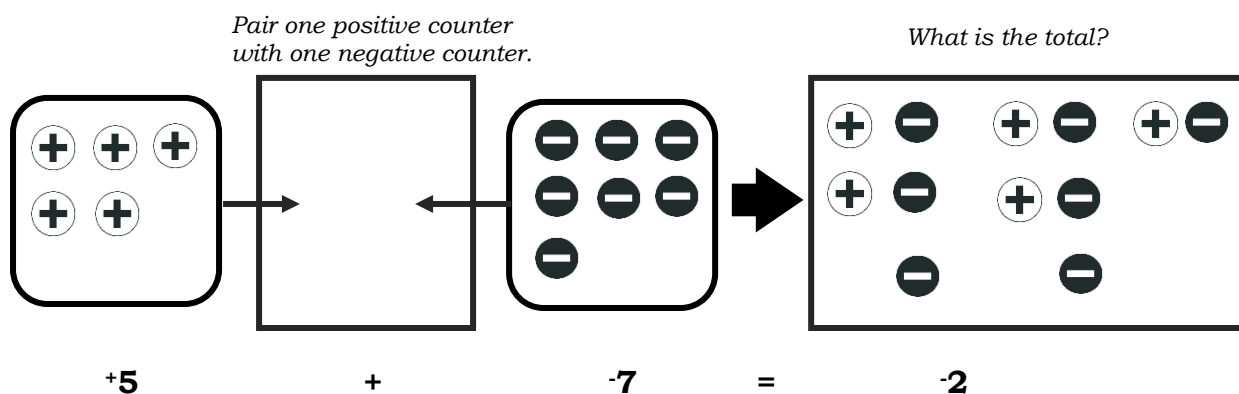 Pair one positive counter
with one negative counter.
What is the total?
⁺5 + ⁻7 = ⁻2